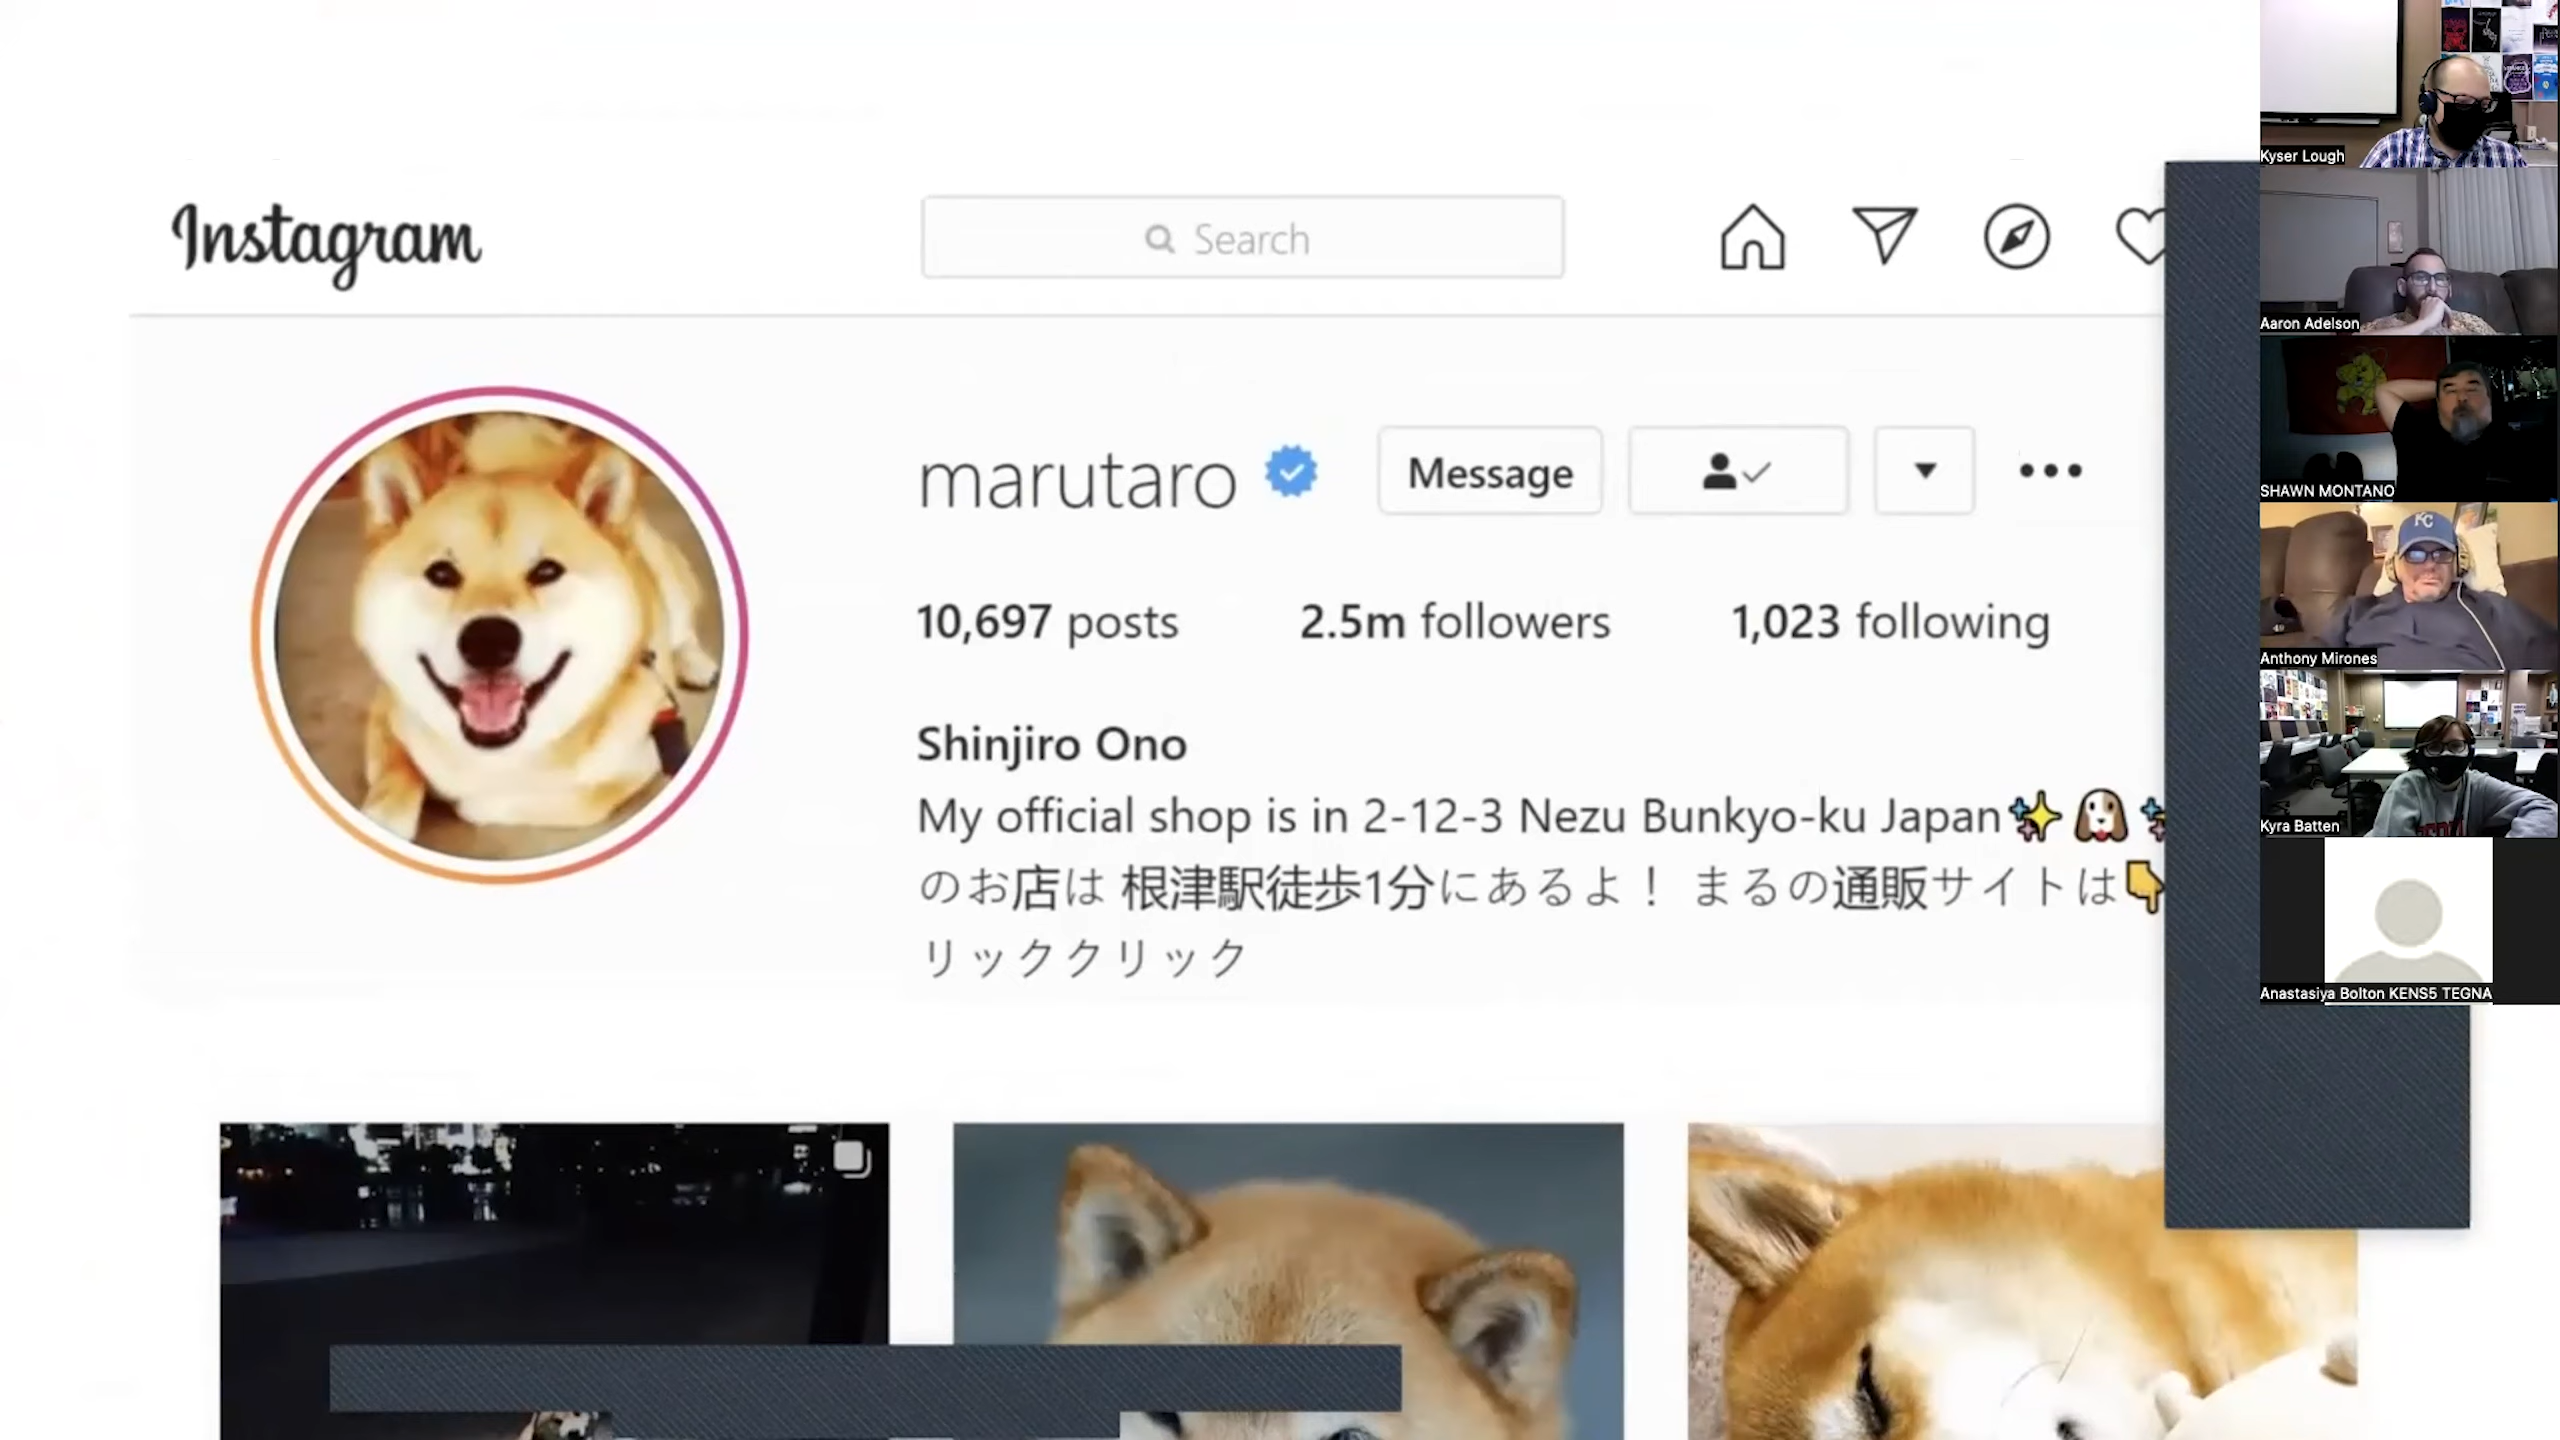 Instagram
Search
marutaro
Message
10,697 posts
2.5m followers
1,023 following
Shinjiro Ono
My official shop is in 2-12-3 Nezu Bunkyo-ku Japan✨🐶✨
のお店は 根津駅徒歩1分にあるよ！ まるの通販サイトは👇
リッククリック
Kyser Lough
Aaron Adelson
SHAWN MONTANO
KC
Anthony Mirones
Kyra Batten
Anastasiya Bolton KENS5 TEGNA